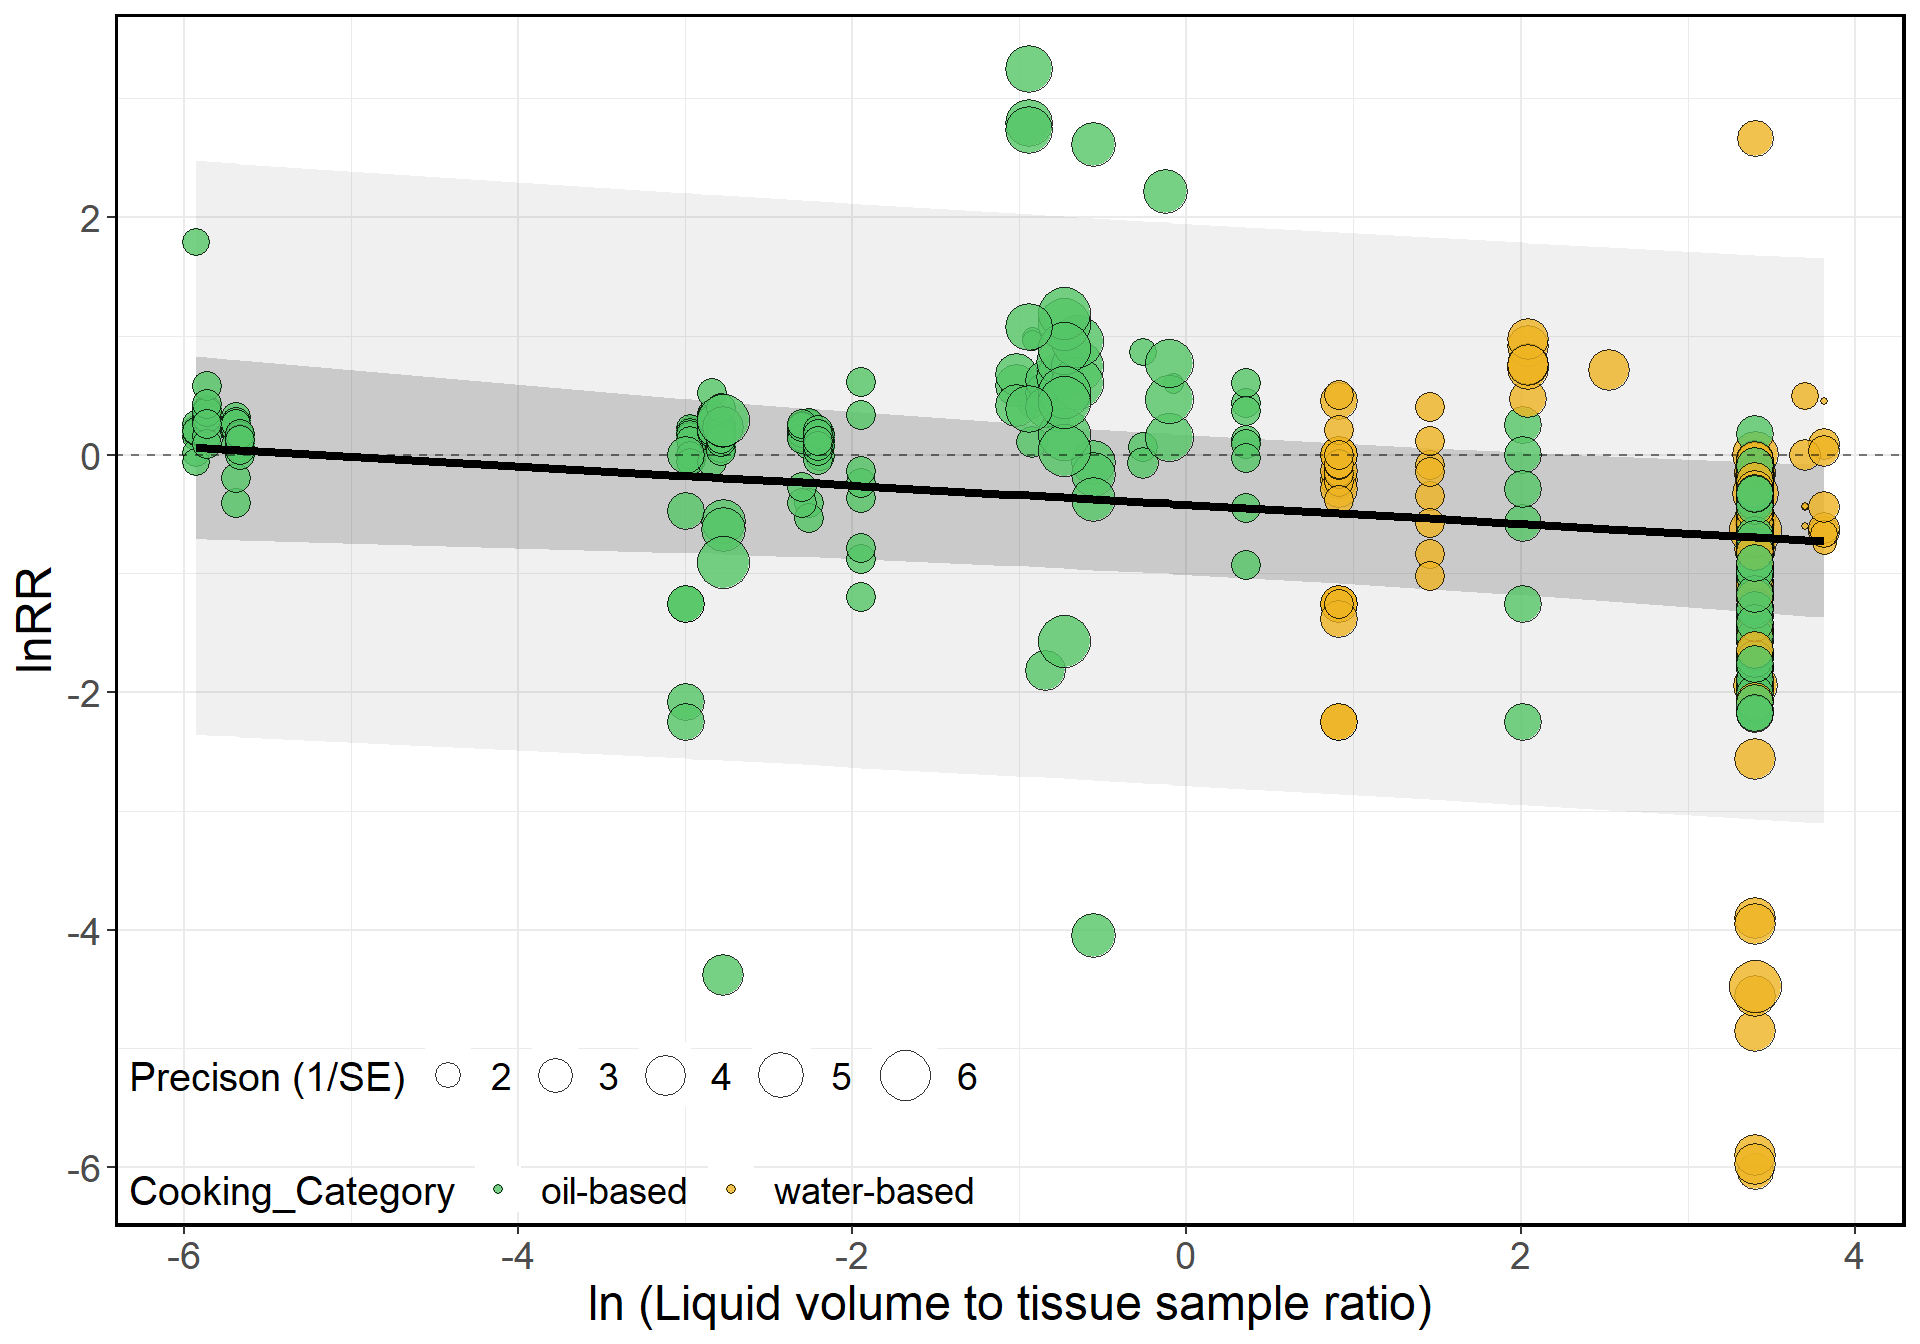 2
0
-2
-4
-6
lnRR
Precison (1/SE) 2 3 4 5 6
Cooking_Category oil-based water-based
-6 -4 -2 0 2 4
ln (Liquid volume to tissue sample ratio)